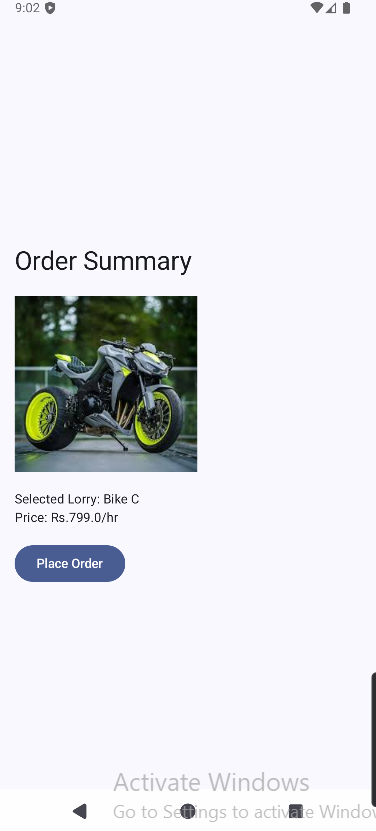 9:02
Order Summary
Selected Lorry: Bike C
Price: Rs.799.0/hr
Place Order
Activate Windows
Go to Settings to activate Windo